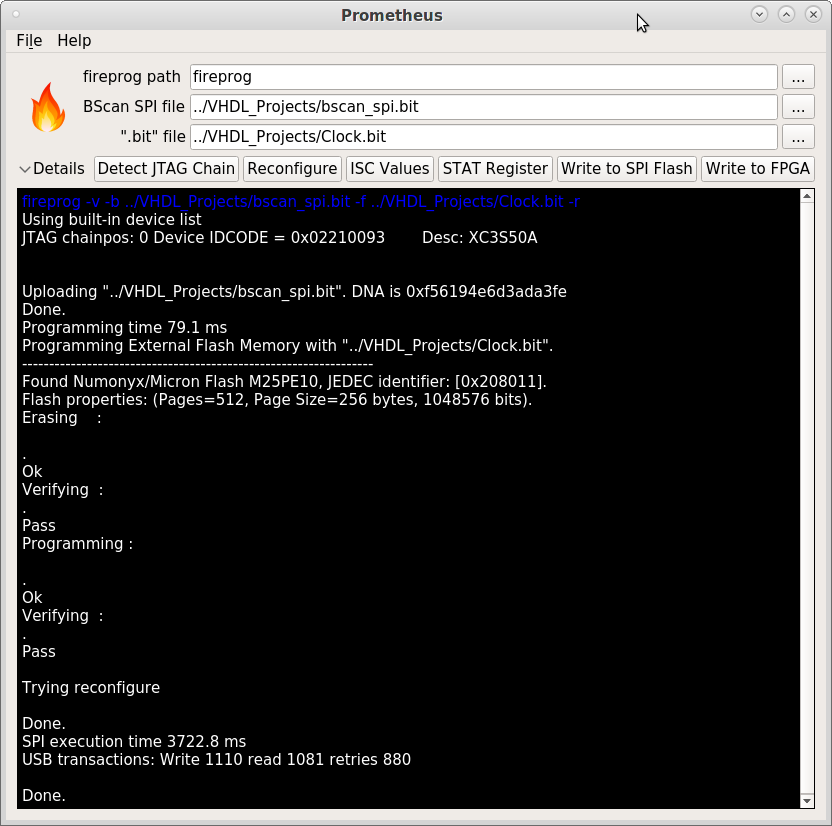 Prometheus
File Help
fireprog path fireprog ...
BScan SPI file ../VHDL_Projects/bscan_spi.bit ...
".bit" file ../VHDL_Projects/Clock.bit ...
Details Detect JTAG Chain Reconfigure ISC Values STAT Register Write to SPI Flash Write to FPGA
fireprog -v -b ../VHDL_Projects/bscan_spi.bit -f ../VHDL_Projects/Clock.bit -r
Using built-in device list
JTAG chainpos: 0 Device IDCODE = 0x02210093 Desc: XC3S50A
Uploading "../VHDL_Projects/bscan_spi.bit". DNA is 0xf56194e6d3ada3fe
Done.
Programming time 79.1 ms
Programming External Flash Memory with "../VHDL_Projects/Clock.bit".
------------------------------------------------------------------
Found Numonyx/Micron Flash M25PE10, JEDEC identifier: [0x208011].
Flash properties: (Pages=512, Page Size=256 bytes, 1048576 bits).
Erasing :
.
Ok
Verifying :
.
Pass
Programming :
.
Ok
Verifying :
.
Pass
Trying reconfigure
Done.
SPI execution time 3722.8 ms
USB transactions: Write 1110 read 1081 retries 880
Done.